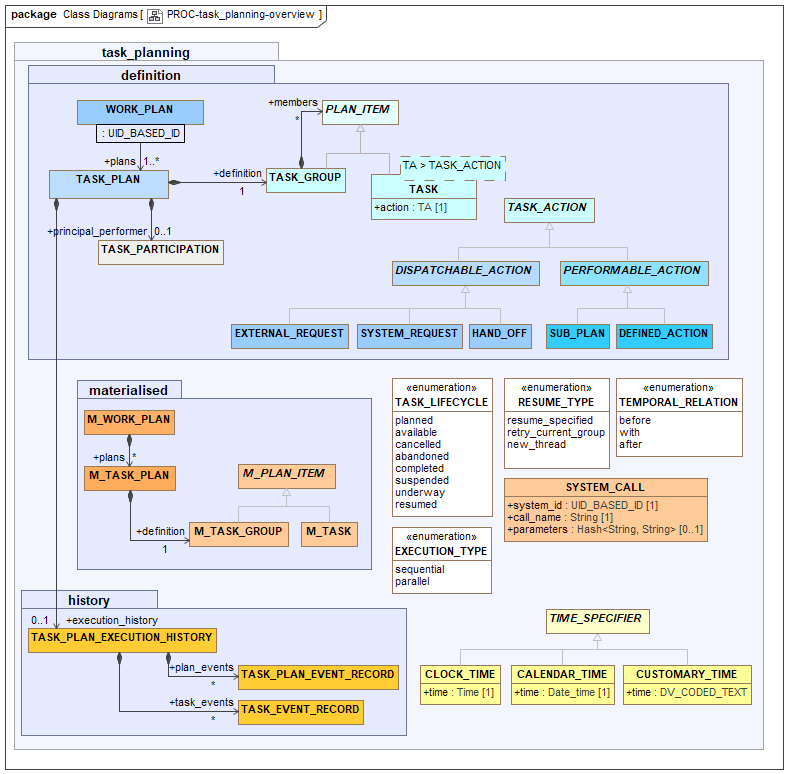 package Class Diagrams [ PROC-task_planning-overview ]
task_planning
definition
WORK_PLAN
: UID_BASED_ID
+plans 1..*
TASK_PLAN
+definition
1
+members
*
PLAN_ITEM
TASK_GROUP
TA > TASK_ACTION
TASK
+action : TA [1]
+principal_performer 0..1
TASK_PARTICIPATION
TASK_ACTION
DISPATCHABLE_ACTION
PERFORMABLE_ACTION
EXTERNAL_REQUEST
SYSTEM_REQUEST
HAND_OFF
SUB_PLAN
DEFINED_ACTION
materialised
M_WORK_PLAN
+plans *
M_TASK_PLAN
M_PLAN_ITEM
+definition
1
M_TASK_GROUP
M_TASK
«enumeration»
TASK_LIFECYCLE
planned
available
cancelled
abandoned
completed
suspended
underway
resumed
«enumeration»
RESUME_TYPE
resume_specified
retry_current_group
new_thread
«enumeration»
TEMPORAL_RELATION
before
with
after
SYSTEM_CALL
+system_id : UID_BASED_ID [1]
+call_name : String [1]
+parameters : Hash<String, String> [0..1]
«enumeration»
EXECUTION_TYPE
sequential
parallel
history
0..1 +execution_history
TASK_PLAN_EXECUTION_HISTORY
+plan_events
*
TASK_PLAN_EVENT_RECORD
+task_events
*
TASK_EVENT_RECORD
TIME_SPECIFIER
CLOCK_TIME
+time : Time [1]
CALENDAR_TIME
+time : Date_time [1]
CUSTOMARY_TIME
+time : DV_CODED_TEXT